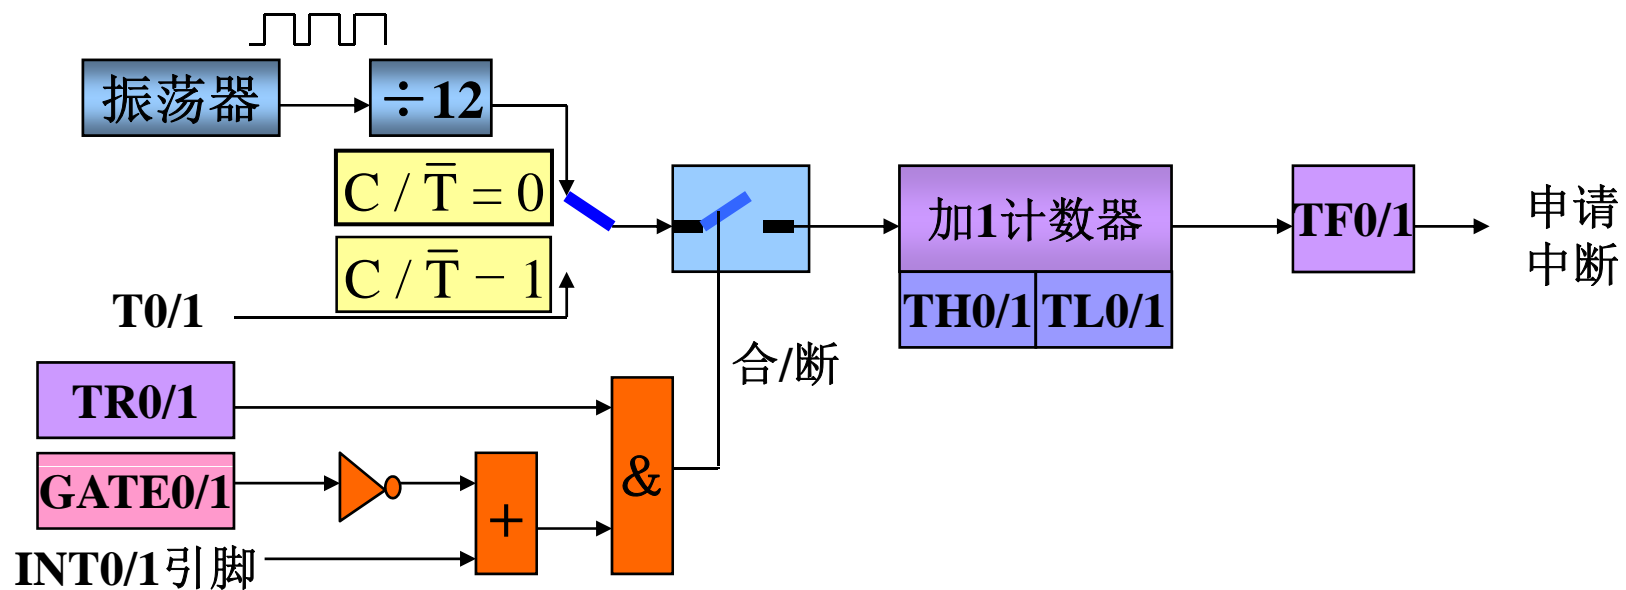 振荡器
÷12
C / T̅ = 0
C / T̅ − 1
T0/1
加1计数器
TH0/1
TL0/1
TF0/1
申请
中断
合/断
TR0/1
GATE0/1
+
&
INT0/1引脚